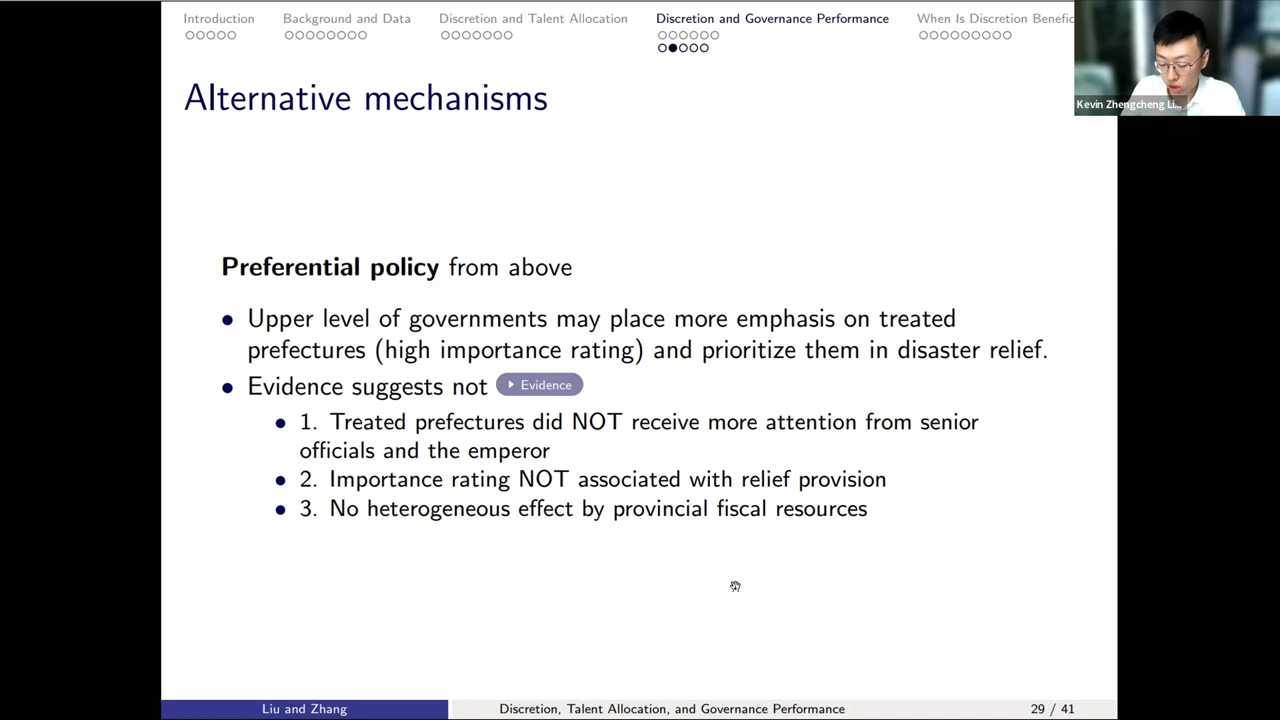 Introduction
Background and Data
Discretion and Talent Allocation
Discretion and Governance Performance
When Is Discretion Benefic
Kevin Zhengcheng Li...
Alternative mechanisms
Preferential policy from above
Upper level of governments may place more emphasis on treated
prefectures (high importance rating) and prioritize them in disaster relief.
Evidence suggests not Evidence
1. Treated prefectures did NOT receive more attention from senior
officials and the emperor
2. Importance rating NOT associated with relief provision
3. No heterogeneous effect by provincial fiscal resources
Liu and Zhang
Discretion, Talent Allocation, and Governance Performance
29 / 41